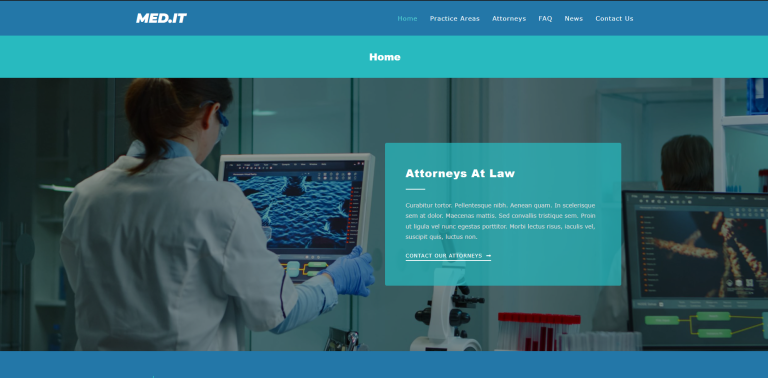 MED.IT
Home Practice Areas Attorneys FAQ News Contact Us
Home
Attorneys At Law
Curabitur tortor. Pellentesque nibh. Aenean quam. In scelerisque
sem at dolor. Maecenas mattis. Sed convallis tristique sem. Proin
ut ligula vel nunc egestas porttitor. Morbi lectus risus, iaculis vel,
suscipit quis, luctus non.
CONTACT OUR ATTORNEYS →